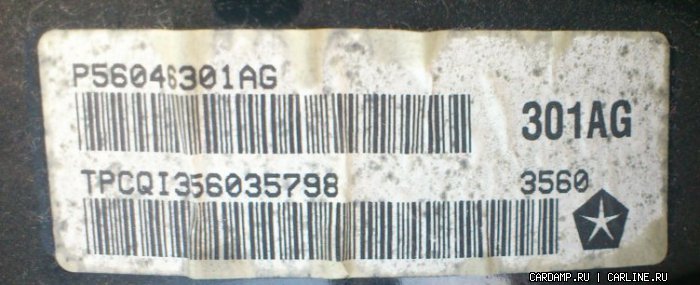 P56046301AG
301AG
TPCQI356035798
3560
CARDAMP.RU | CARLINE.RU